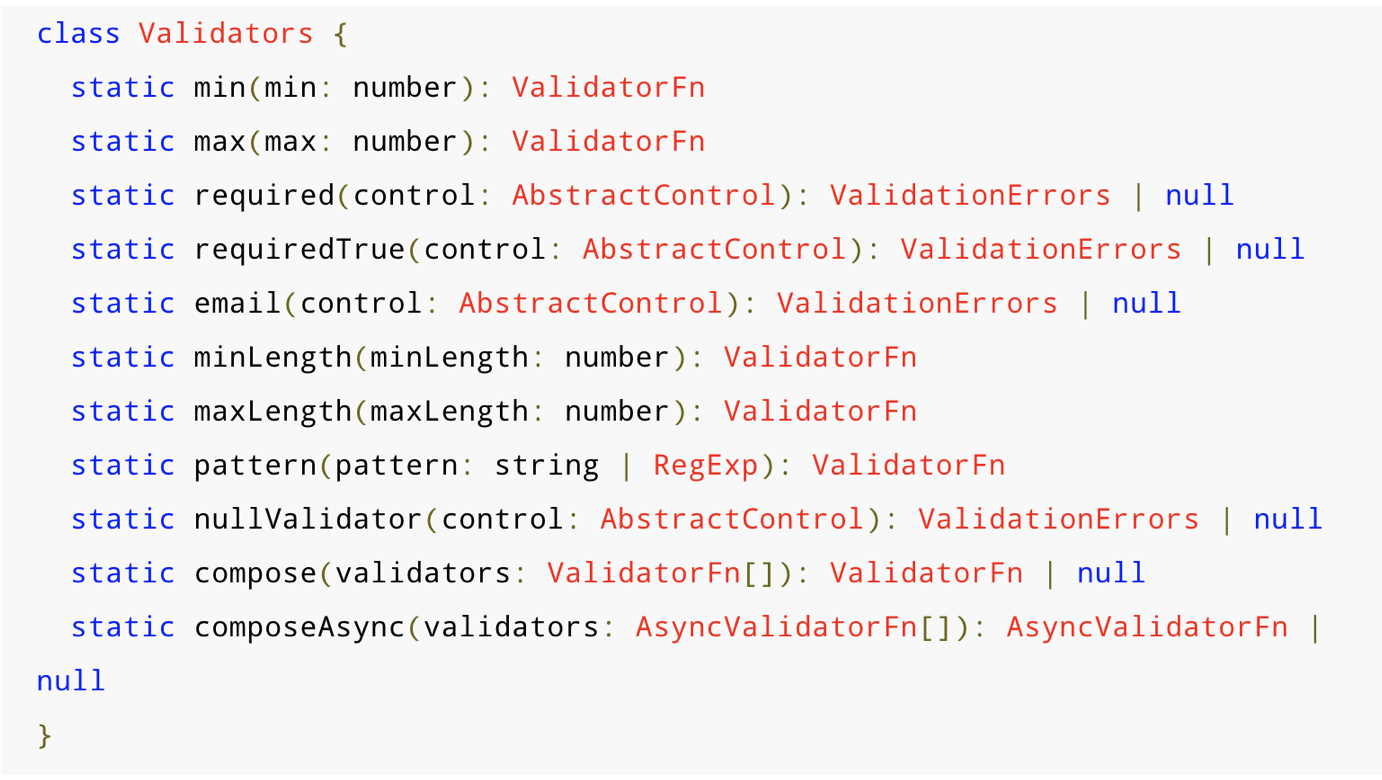 class Validators {
static min(min: number): ValidatorFn
static max(max: number): ValidatorFn
static required(control: AbstractControl): ValidationErrors | null
static requiredTrue(control: AbstractControl): ValidationErrors | null
static email(control: AbstractControl): ValidationErrors | null
static minLength(minLength: number): ValidatorFn
static maxLength(maxLength: number): ValidatorFn
static pattern(pattern: string | RegExp): ValidatorFn
static nullValidator(control: AbstractControl): ValidationErrors | null
static compose(validators: ValidatorFn[]): ValidatorFn | null
static composeAsync(validators: AsyncValidatorFn[]): AsyncValidatorFn |
null
}